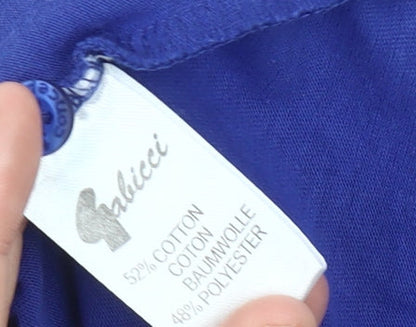 Gabicci
52% COTTON
COTON
BAUMWOLLE
48% POLYESTER